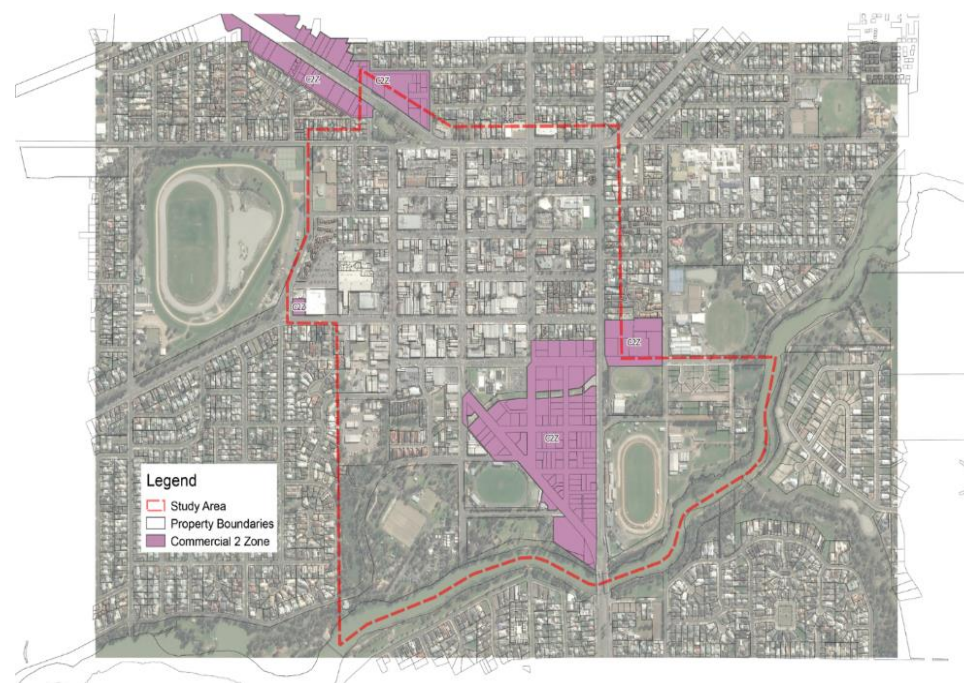 C2Z
C2Z
C2Z
C2Z
C2Z
Legend
Study Area
Property Boundaries
Commercial 2 Zone